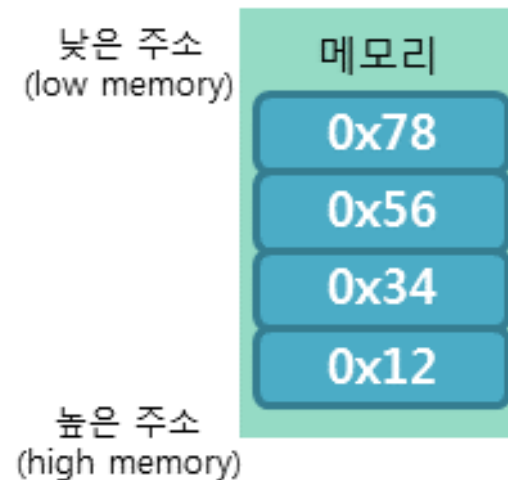 낮은 주소
(low memory)
메모리
0x78
0x56
0x34
0x12
높은 주소
(high memory)